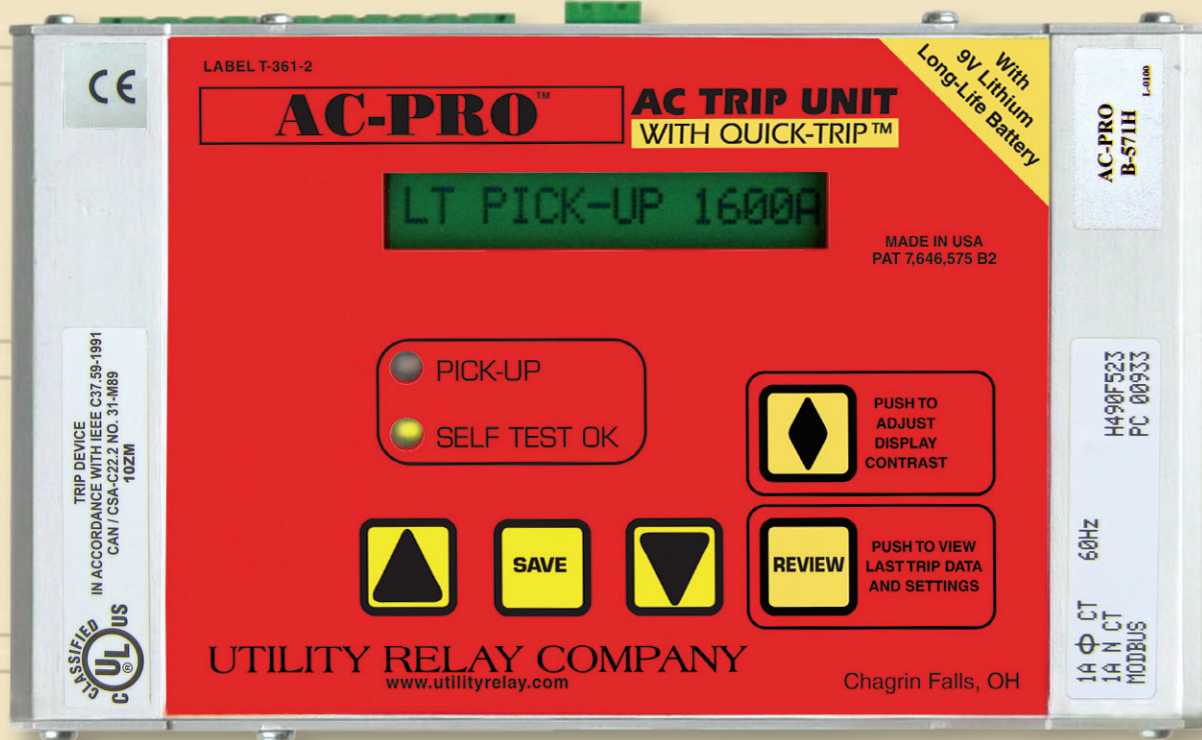 CE
LABEL T-361-2
AC-PRO™
AC TRIP UNIT
WITH QUICK-TRIP™
With
9V Lithium
Long-Life Battery
AC-PRO
B-571H
L-0100
LT PICK-UP 1600A
MADE IN USA
PAT 7,646,575 B2
PICK-UP
SELF TEST OK
PUSH TO
ADJUST
DISPLAY
CONTRAST
SAVE
REVIEW
PUSH TO VIEW
LAST TRIP DATA
AND SETTINGS
UTILITY RELAY COMPANY
www.utilityrelay.com
Chagrin Falls, OH
TRIP DEVICE
IN ACCORDANCE WITH IEEE C37.59-1991
CAN / CSA-C22.2 NO. 31-M89
10ZM
CLASSIFIED
C UL® US
H490F523
PC 00933
1A Φ CT 60Hz
1A N CT
MODBUS